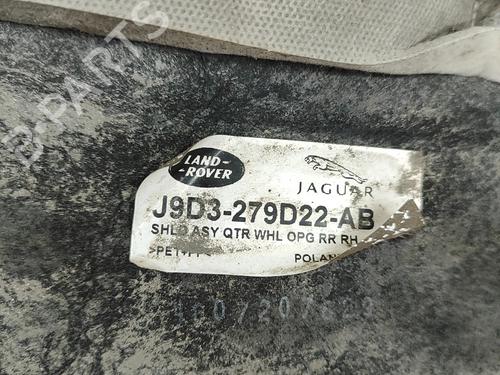 B-PARTS
LAND-
-ROVER
JAGUAR
J9D3-279D22-AB
SHLD ASY QTR WHL OPG RR RH
POLAN